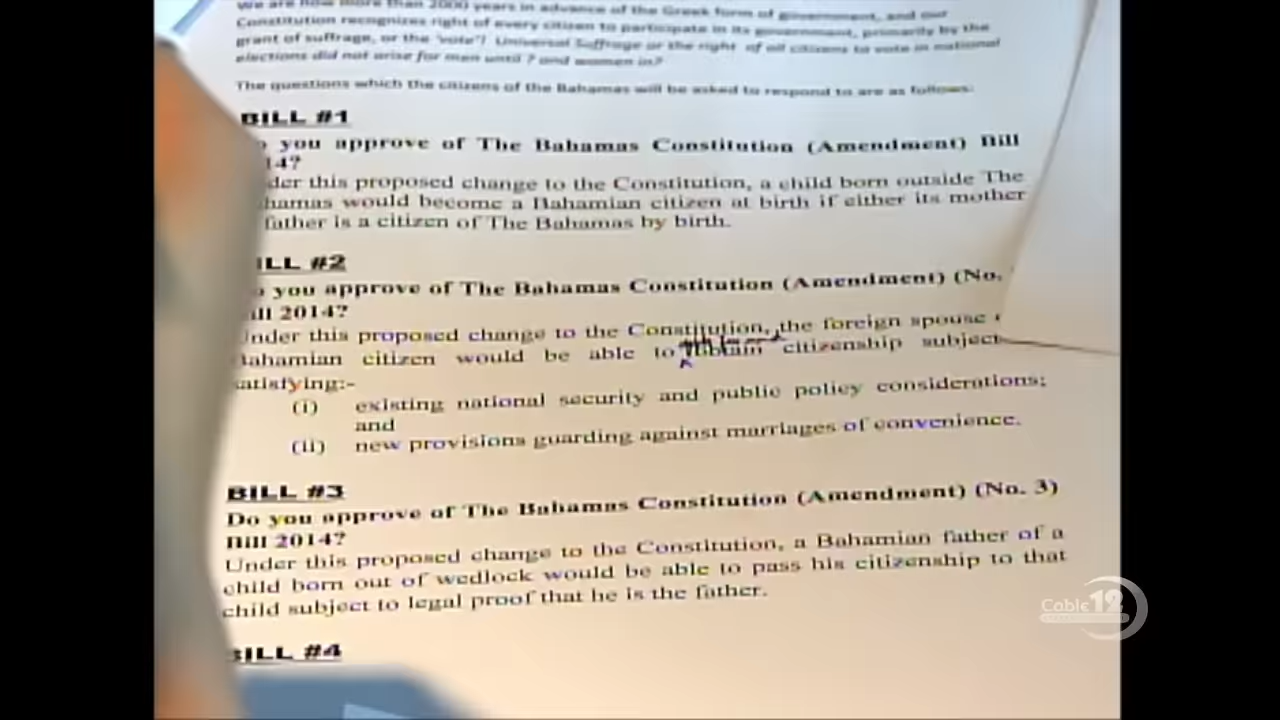 We are now more than 2000 years in advance of the Greek form of government, and our
Constitution recognizes right of every citizen to participate in its government, primarily by the
grant of suffrage, or the 'vote'! Universal Suffrage or the right of all citizens to vote in national
elections did not arise for men until ? and women in?
The questions which the citizens of the Bahamas will be asked to respond to are as follows:
BILL #1
you approve of The Bahamas Constitution (Amendment) Bill
14?
der this proposed change to the Constitution, a child born outside The
hamas would become a Bahamian citizen at birth if either its mother
father is a citizen of The Bahamas by birth.
ILL #2
o you approve of The Bahamas Constitution (Amendment) (No.
ill 2014?
Under this proposed change to the Constitution, the foreign spouse
Bahamian citizen would be able to obtain citizenship subject
satisfying:-
(i) existing national security and public policy considerations;
and
(ii) new provisions guarding against marriages of convenience.
BILL #3
Do you approve of The Bahamas Constitution (Amendment) (No. 3)
Bill 2014?
Under this proposed change to the Constitution, a Bahamian father of a
child born out of wedlock would be able to pass his citizenship to that
child subject to legal proof that he is the father.
BILL #4
Cable 12